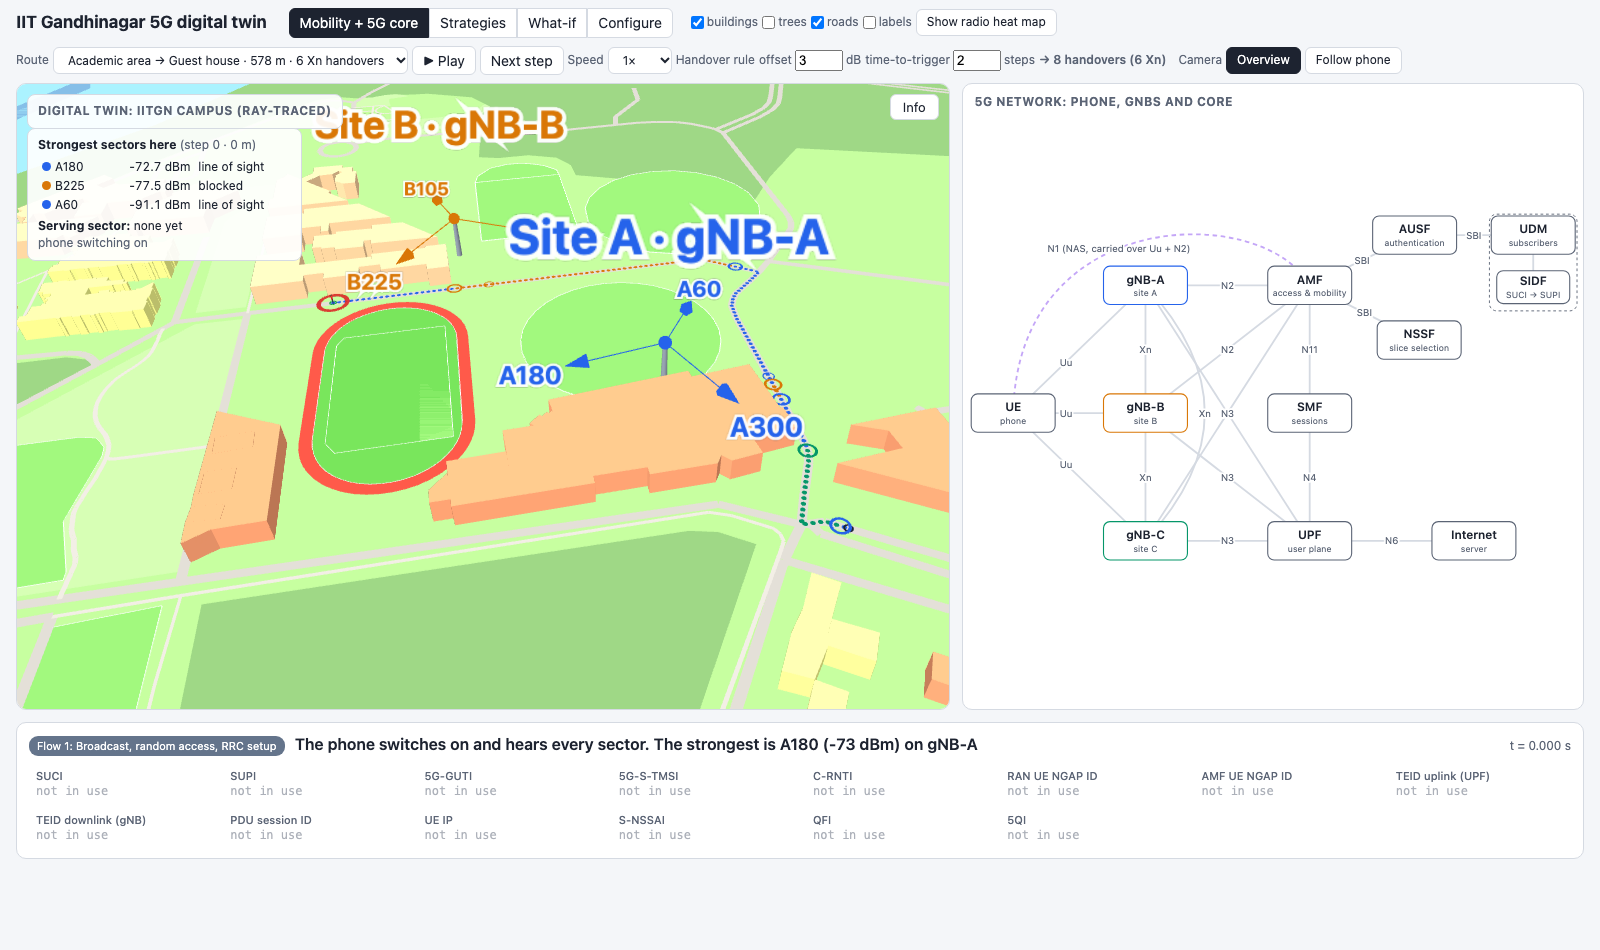 IIT Gandhinagar 5G digital twin
Mobility + 5G core
Strategies
What-if
Configure
buildings
trees
roads
labels
Show radio heat map
Route
Academic area → Guest house · 578 m · 6 Xn handovers
▶ Play
Next step
Speed
1×
Handover rule offset
3
dB time-to-trigger
2
steps → 8 handovers (6 Xn)
Camera
Overview
Follow phone
DIGITAL TWIN: IITGN CAMPUS (RAY-TRACED)
Info
Strongest sectors here (step 0 · 0 m)
A180 -72.7 dBm line of sight
B225 -77.5 dBm blocked
A60 -91.1 dBm line of sight
Serving sector: none yet
phone switching on
Site B · gNB-B
B105
Site A · gNB-A
B225
A60
A180
A300
5G NETWORK: PHONE, GNBS AND CORE
N1 (NAS, carried over Uu + N2)
AUSF
authentication
SBI
UDM
subscribers
SBI
SIDF
SUCI → SUPI
gNB-A
site A
N2
AMF
access & mobility
SBI
NSSF
slice selection
Uu
Xn
N2
N11
UE
phone
Uu
gNB-B
site B
Xn
N3
SMF
sessions
Uu
Xn
N3
N4
gNB-C
site C
N3
UPF
user plane
N6
Internet
server
Flow 1: Broadcast, random access, RRC setup
The phone switches on and hears every sector. The strongest is A180 (-73 dBm) on gNB-A
t = 0.000 s
SUCI
not in use
SUPI
not in use
5G-GUTI
not in use
5G-S-TMSI
not in use
C-RNTI
not in use
RAN UE NGAP ID
not in use
AMF UE NGAP ID
not in use
TEID uplink (UPF)
not in use
TEID downlink (gNB)
not in use
PDU session ID
not in use
UE IP
not in use
S-NSSAI
not in use
QFI
not in use
5QI
not in use